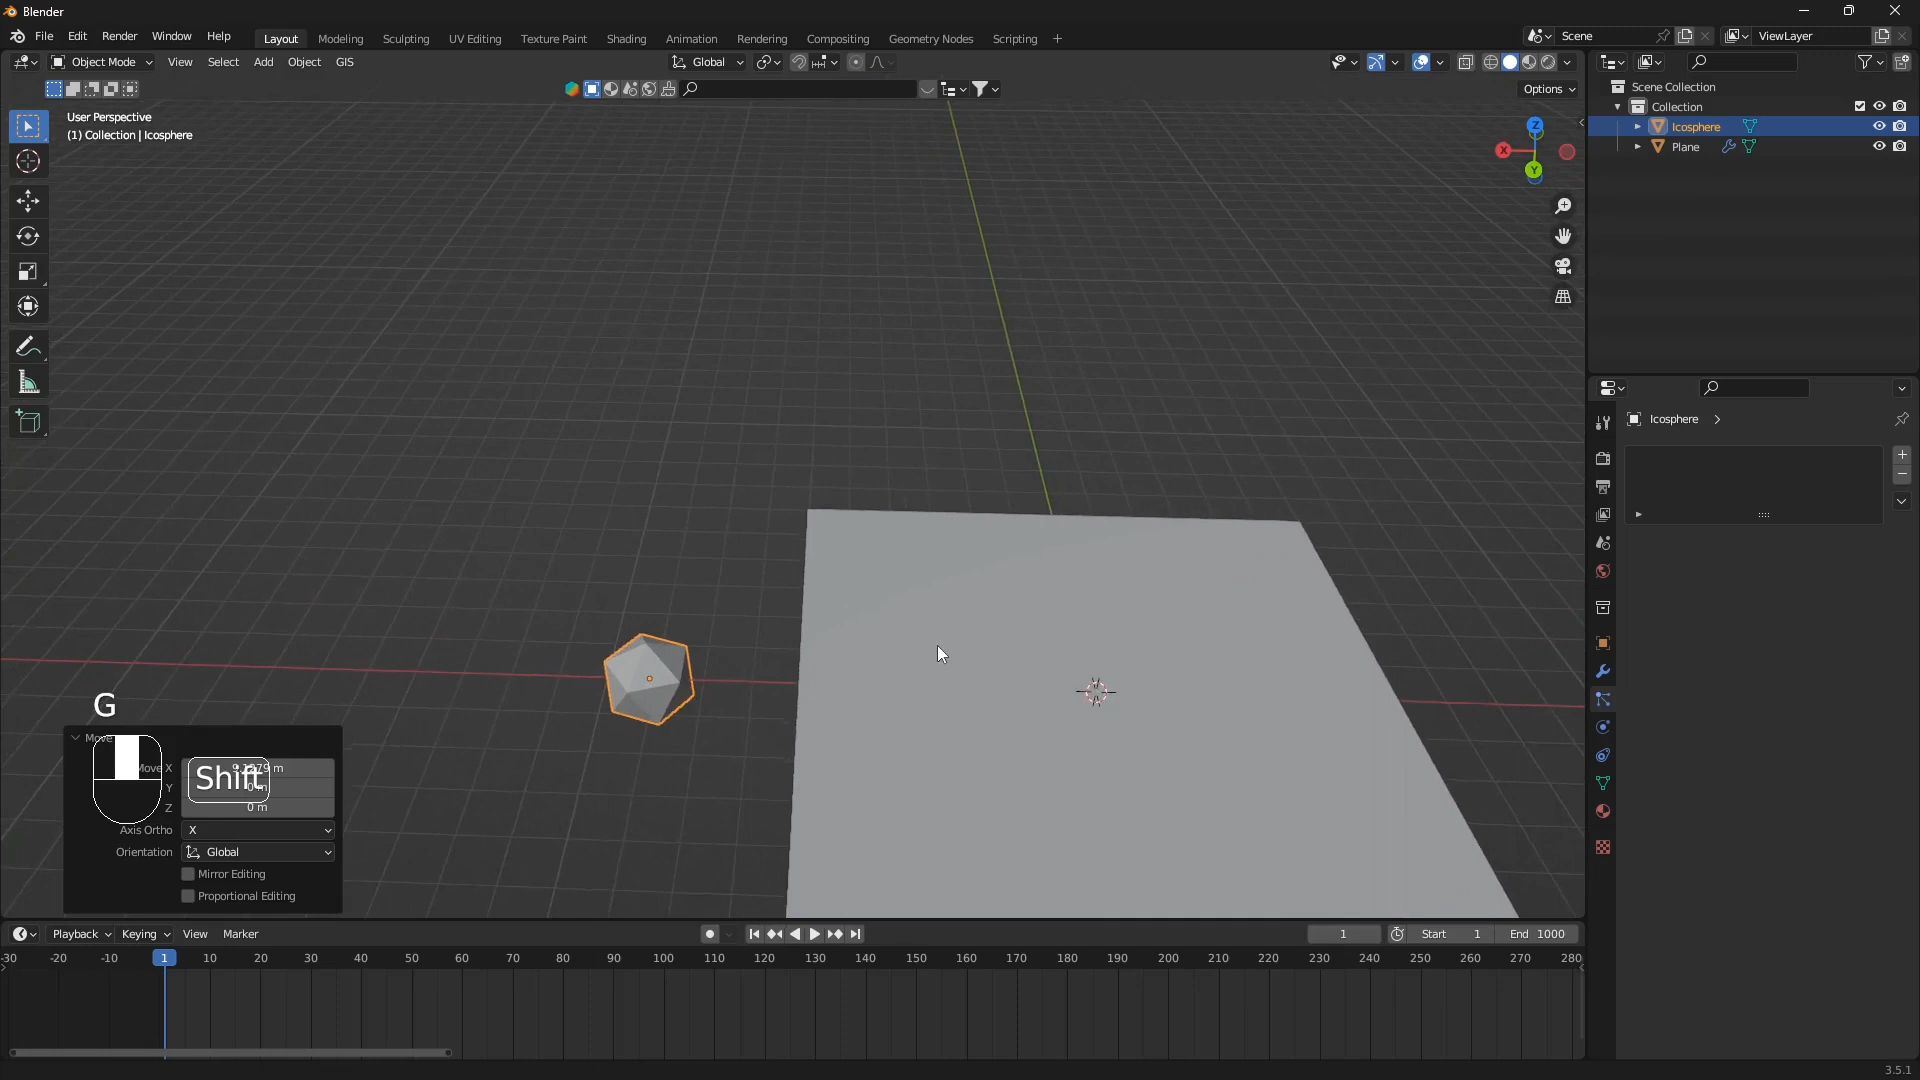 Blender
File Edit Render Window Help
Layout Modeling Sculpting UV Editing Texture Paint Shading Animation Rendering Compositing Geometry Nodes Scripting +
Scene
ViewLayer
Object Mode View Select Add Object GIS
Global
Options
User Perspective
(1) Collection | Icosphere
Z
X
Y
Scene Collection
Collection
Icosphere
Plane
Icosphere
G
Move
Move X
Shift
Y 0 m
Z 0 m
Axis Ortho X
Orientation Global
Mirror Editing
Proportional Editing
Playback Keying View Marker
1 Start 1 End 1000
-30 -20 -10 1 10 20 30 40 50 60 70 80 90 100 110 120 130 140 150 160 170 180 190 200 210 220 230 240 250 260 270 280
3.5.1